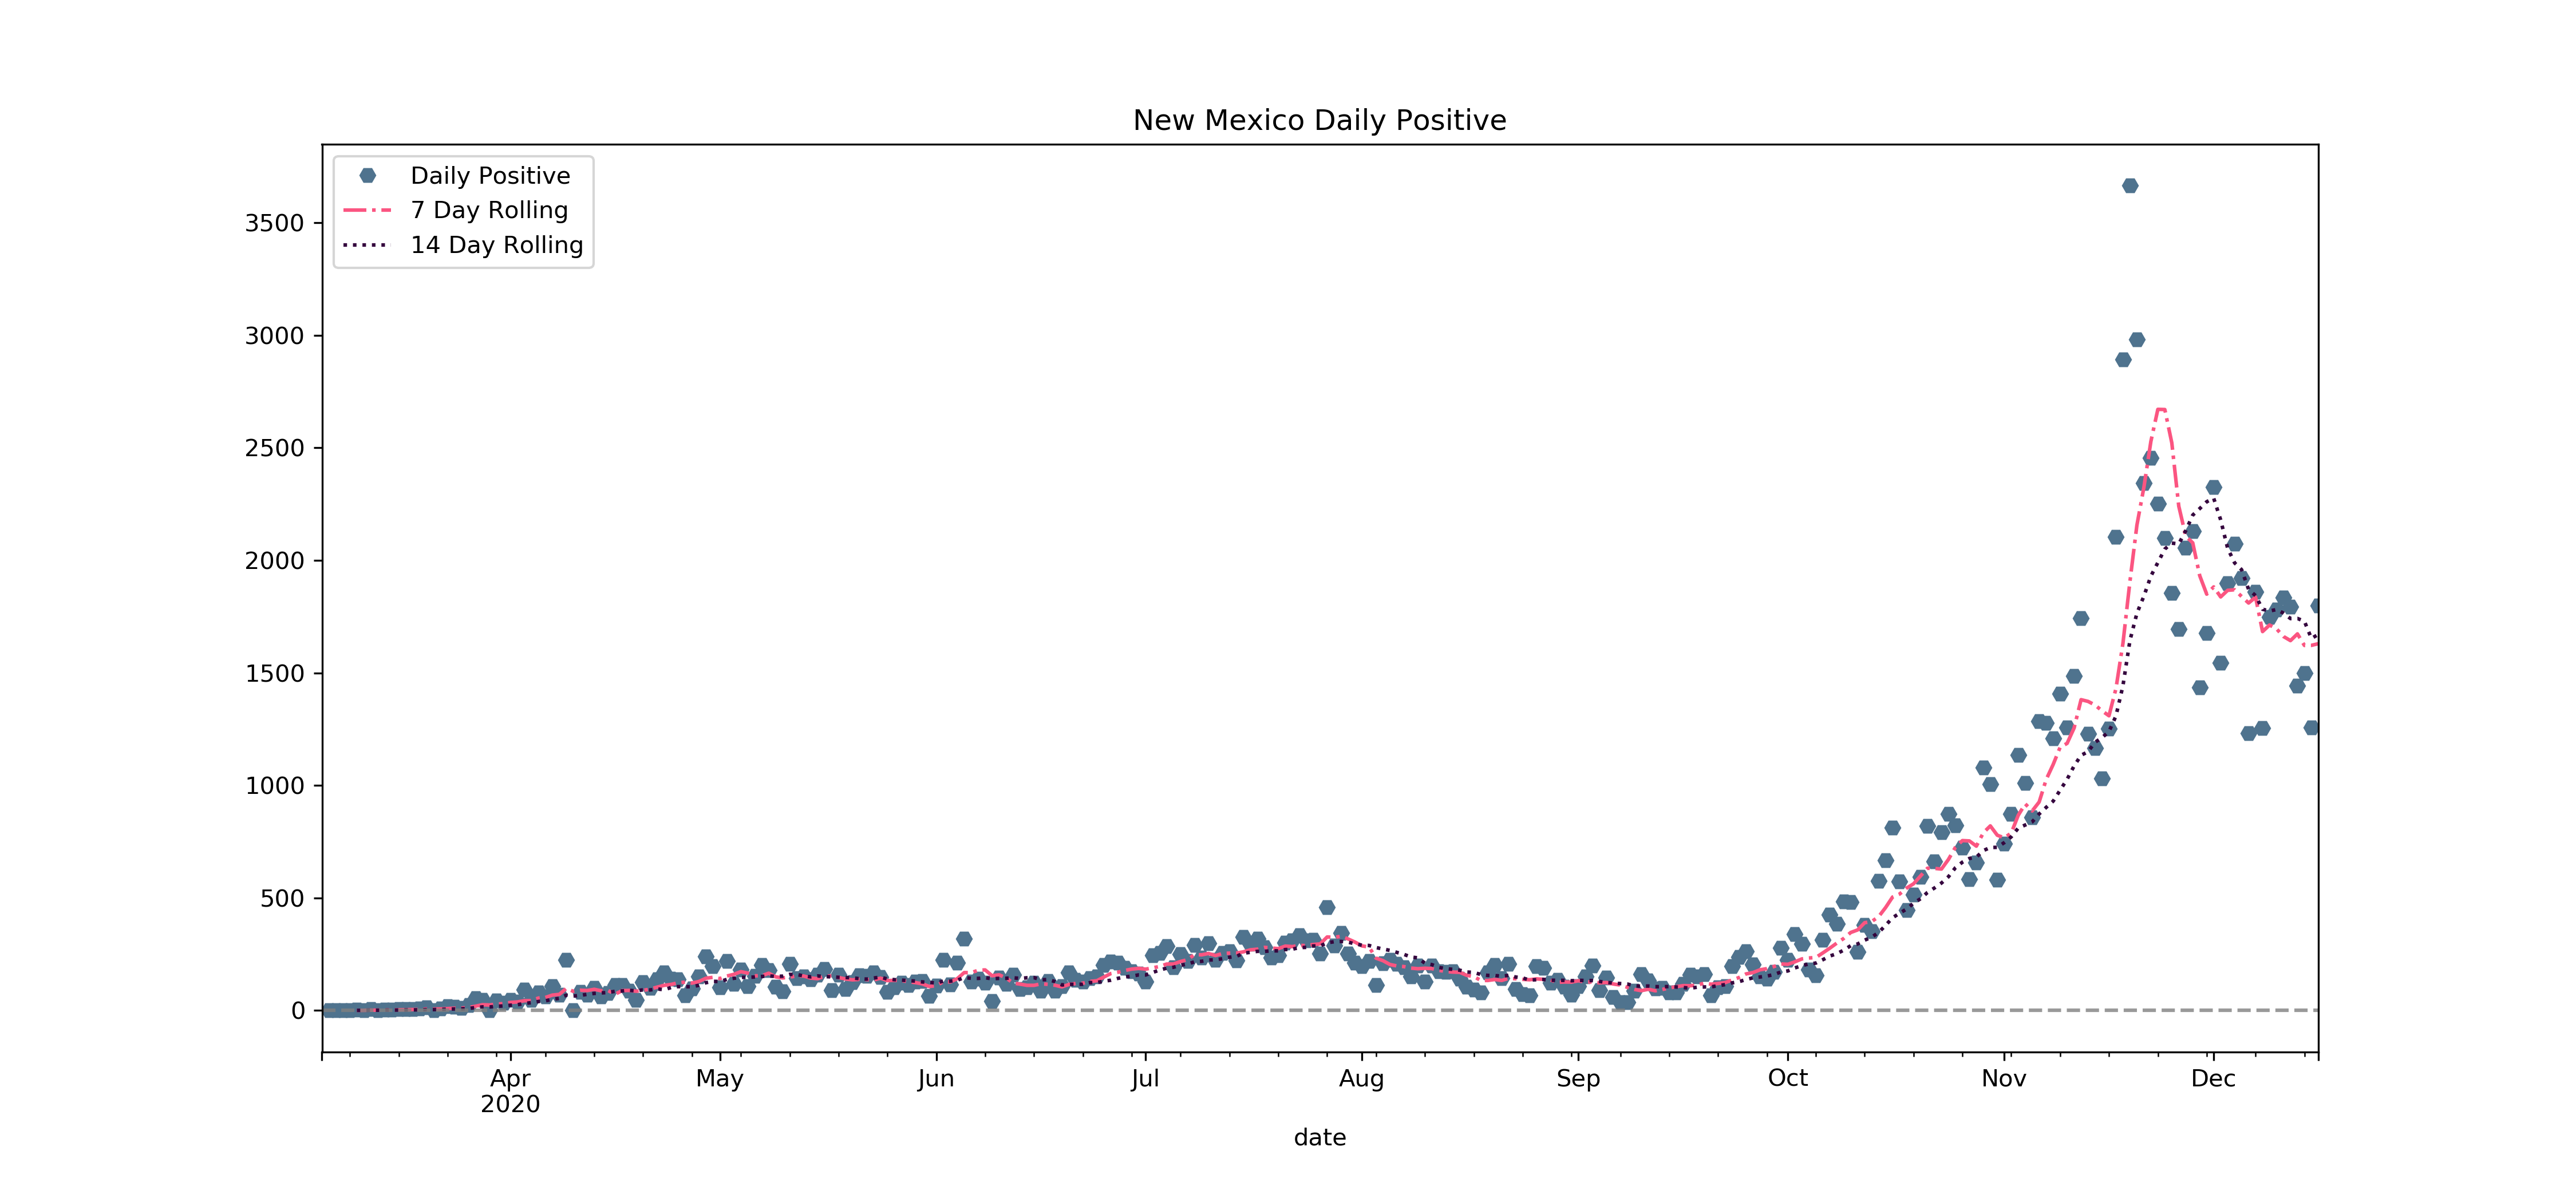 New Mexico Daily Positive
Daily Positive
7 Day Rolling
14 Day Rolling
3500
3000
2500
2000
1500
1000
500
0
Apr May Jun Jul Aug Sep Oct Nov Dec
2020
date